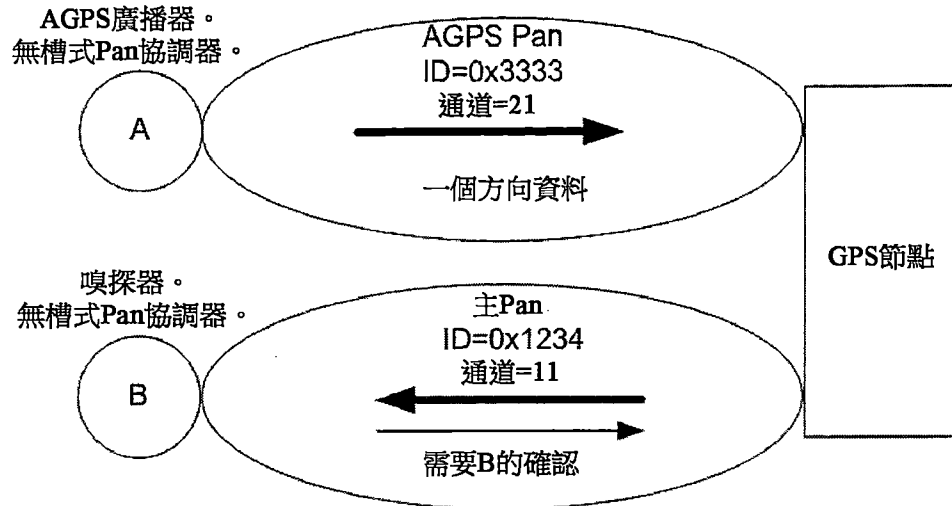 AGPS廣播器。
無槽式Pan協調器。
A
AGPS Pan
ID=0x3333
通道=21
一個方向資料
GPS節點
嗅探器。
無槽式Pan協調器。
B
主Pan
ID=0x1234
通道=11
需要B的確認